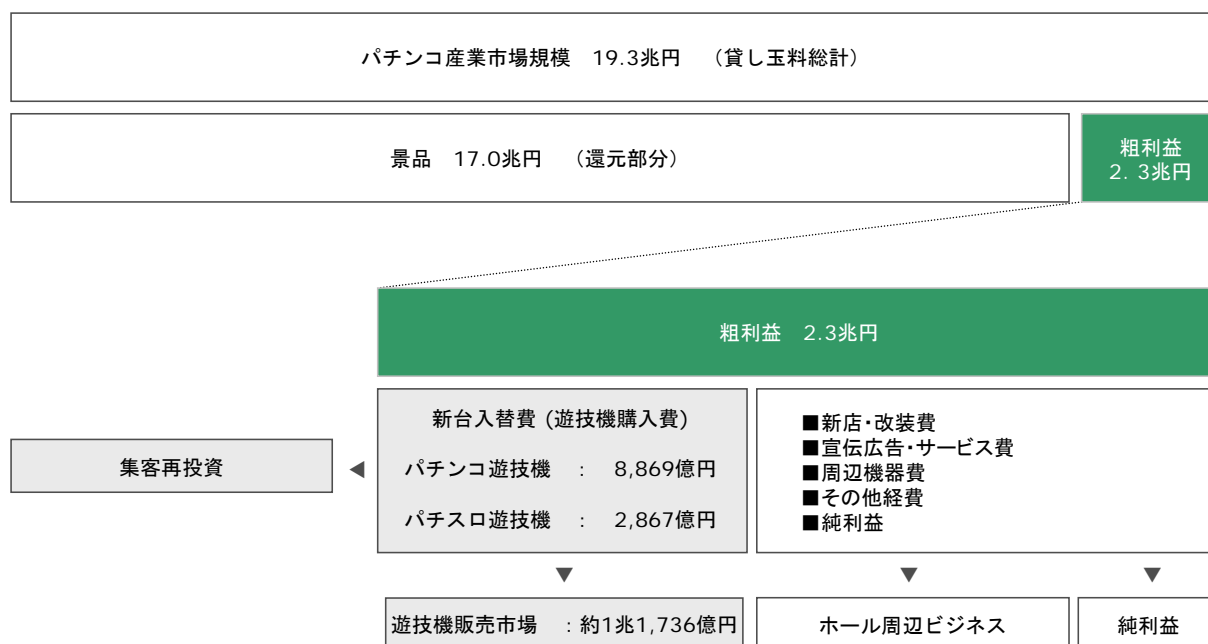 パチンコ産業市場規模　19.3兆円　（貸し玉料総計）
景品　17.0兆円　（還元部分）
粗利益
2. 3兆円
粗利益　2.3兆円
新台入替費 (遊技機購入費)
パチンコ遊技機　：　8,869億円
パチスロ遊技機　：　2,867億円
■新店・改装費
■宣伝広告・サービス費
■周辺機器費
■その他経費
■純利益
集客再投資
遊技機販売市場　：約1兆1,736億円
ホール周辺ビジネス
純利益